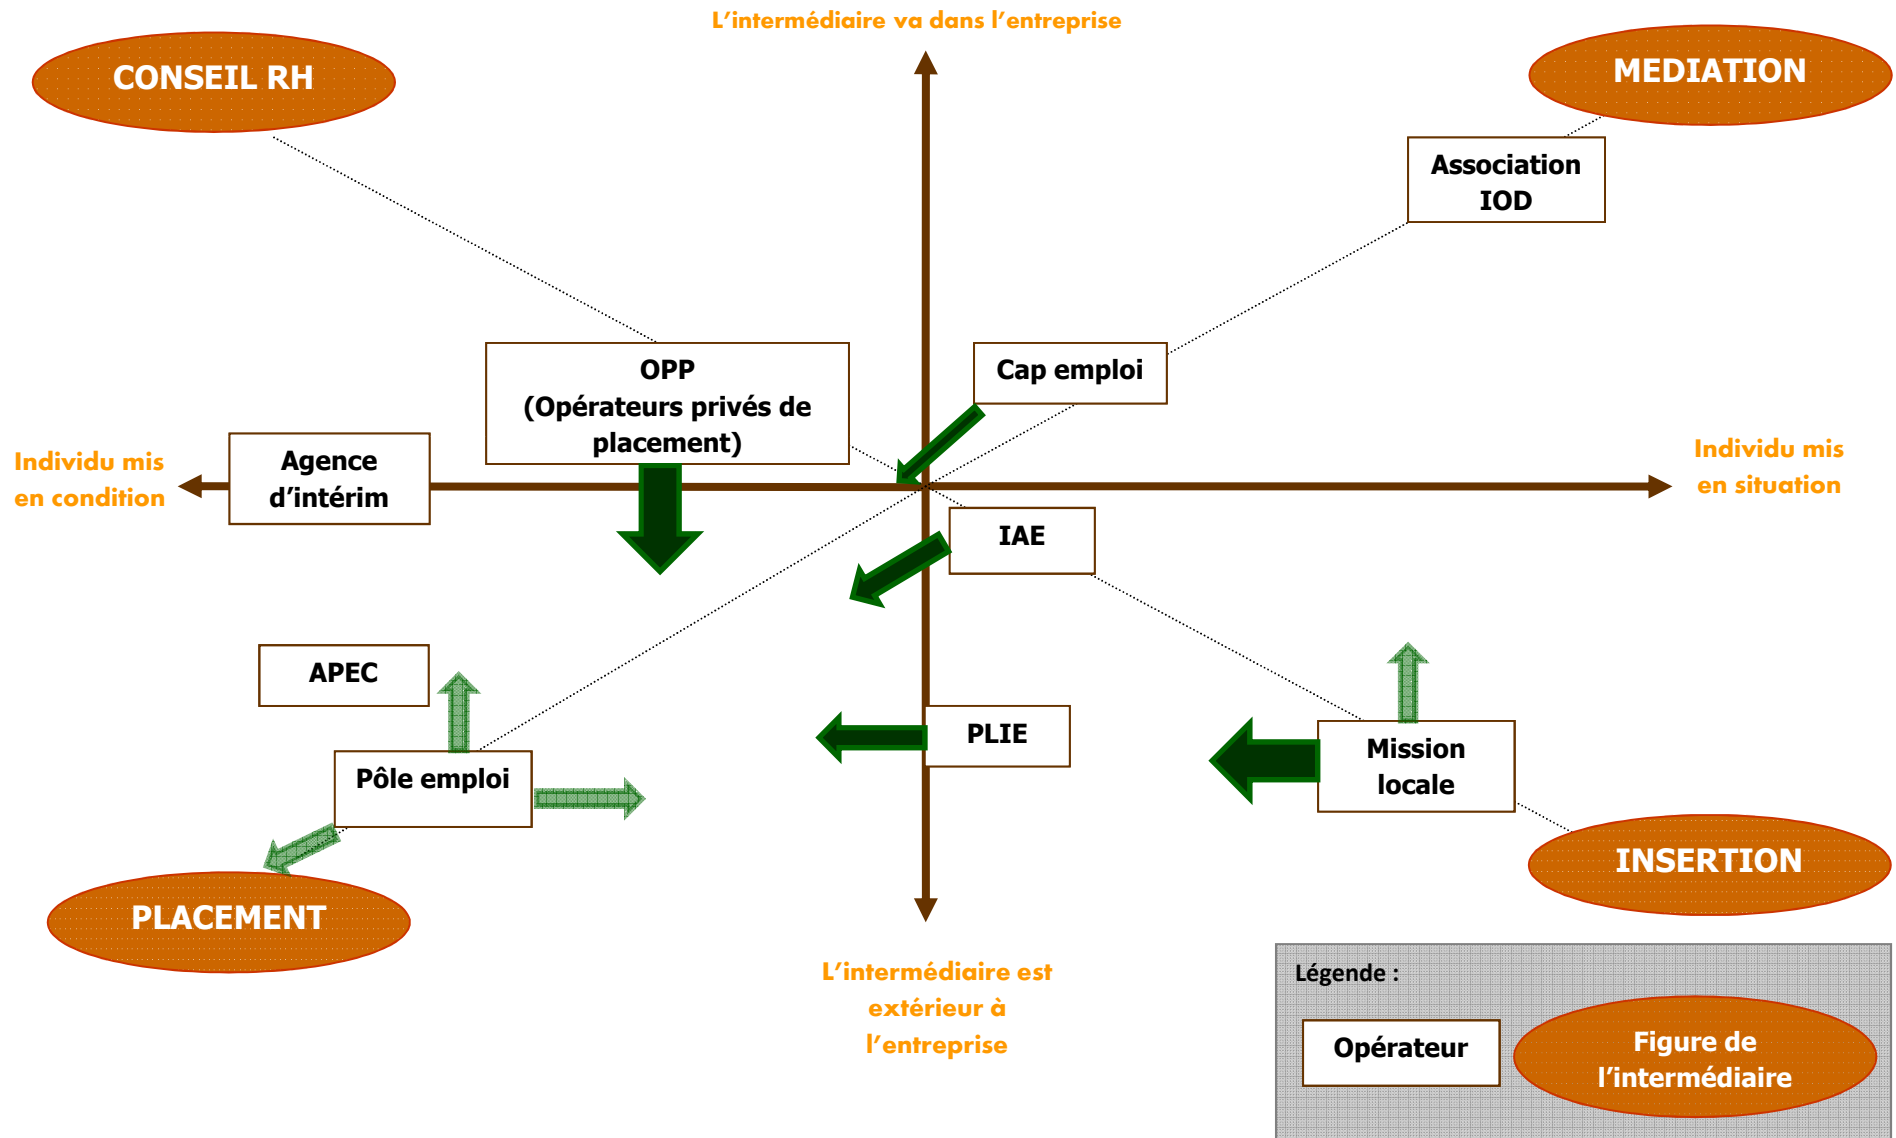 L'intermédiaire va dans l'entreprise
CONSEIL RH
MEDIATION
Association
IOD
OPP
(Opérateurs privés de
placement)
Cap emploi
Individu mis
en condition
Agence
d'intérim
Individu mis
en situation
IAE
APEC
PLIE
Mission
locale
Pôle emploi
INSERTION
PLACEMENT
L'intermédiaire est
extérieur à
l'entreprise
Légende :
Opérateur
Figure de
l'intermédiaire